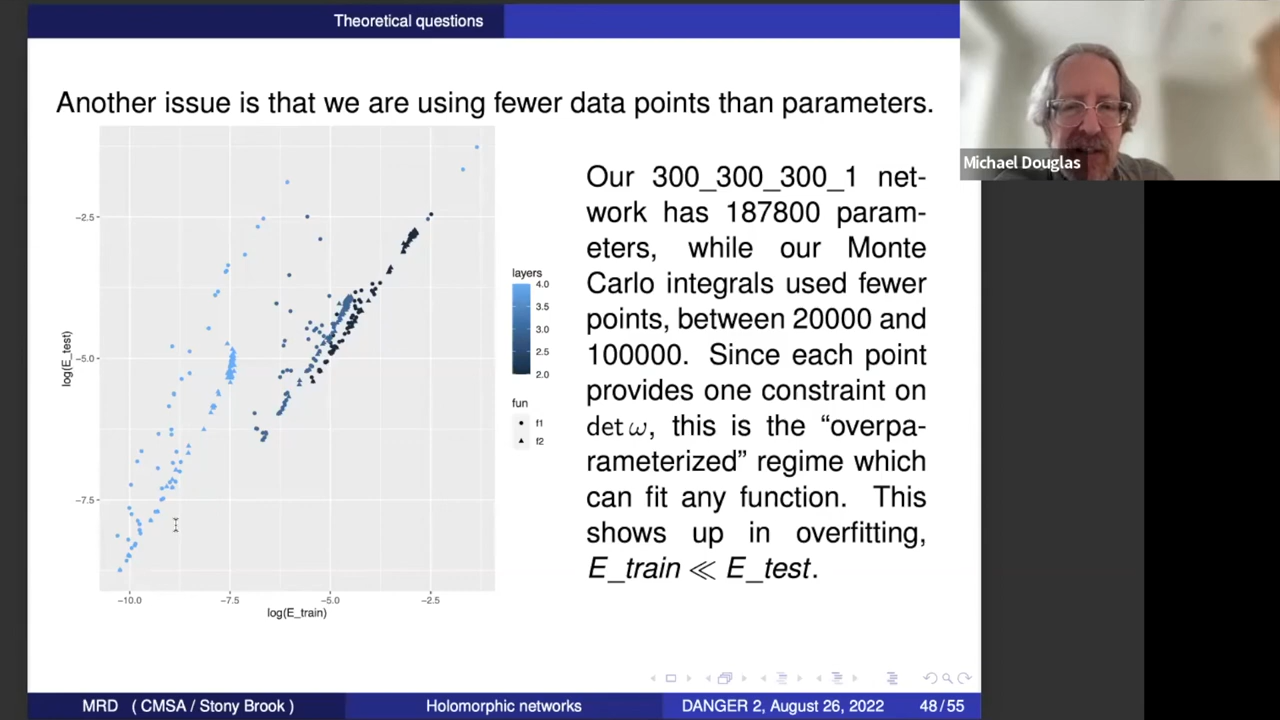 Theoretical questions
Another issue is that we are using fewer data points than parameters.
−2.5
−5.0
−7.5
log(E_test)
−10.0 −7.5 −5.0 −2.5
log(E_train)
layers
4.0
3.5
3.0
2.5
2.0
fun
f1
f2
Our 300_300_300_1 net-
work has 187800 param-
eters, while our Monte
Carlo integrals used fewer
points, between 20000 and
100000. Since each point
provides one constraint on
det ω, this is the “overpa-
rameterized” regime which
can fit any function. This
shows up in overfitting,
E_train ≪ E_test.
Michael Douglas
MRD ( CMSA / Stony Brook ) Holomorphic networks DANGER 2, August 26, 2022 48 / 55